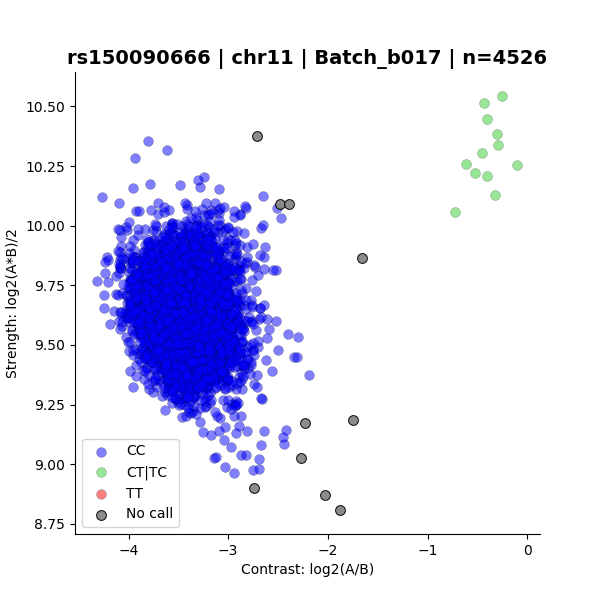 rs150090666 | chr11 | Batch_b017 | n=4526
Strength: log2(A*B)/2
10.50
10.25
10.00
9.75
9.50
9.25
9.00
8.75
CC
CT|TC
TT
No call
−4
−3
−2
−1
0
Contrast: log2(A/B)